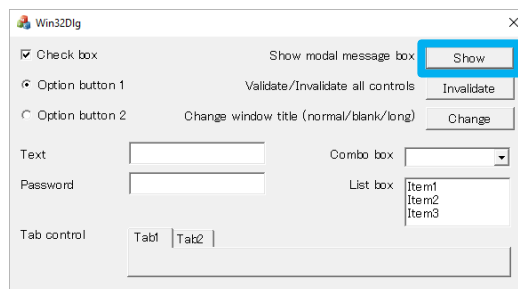 Win32Dlg
Check box
Show modal message box
Show
Option button 1
Validate/Invalidate all controls
Invalidate
Option button 2
Change window title (normal/blank/long)
Change
Text
Combo box
Password
List box
Item1
Item2
Item3
Tab control
Tab1
Tab2